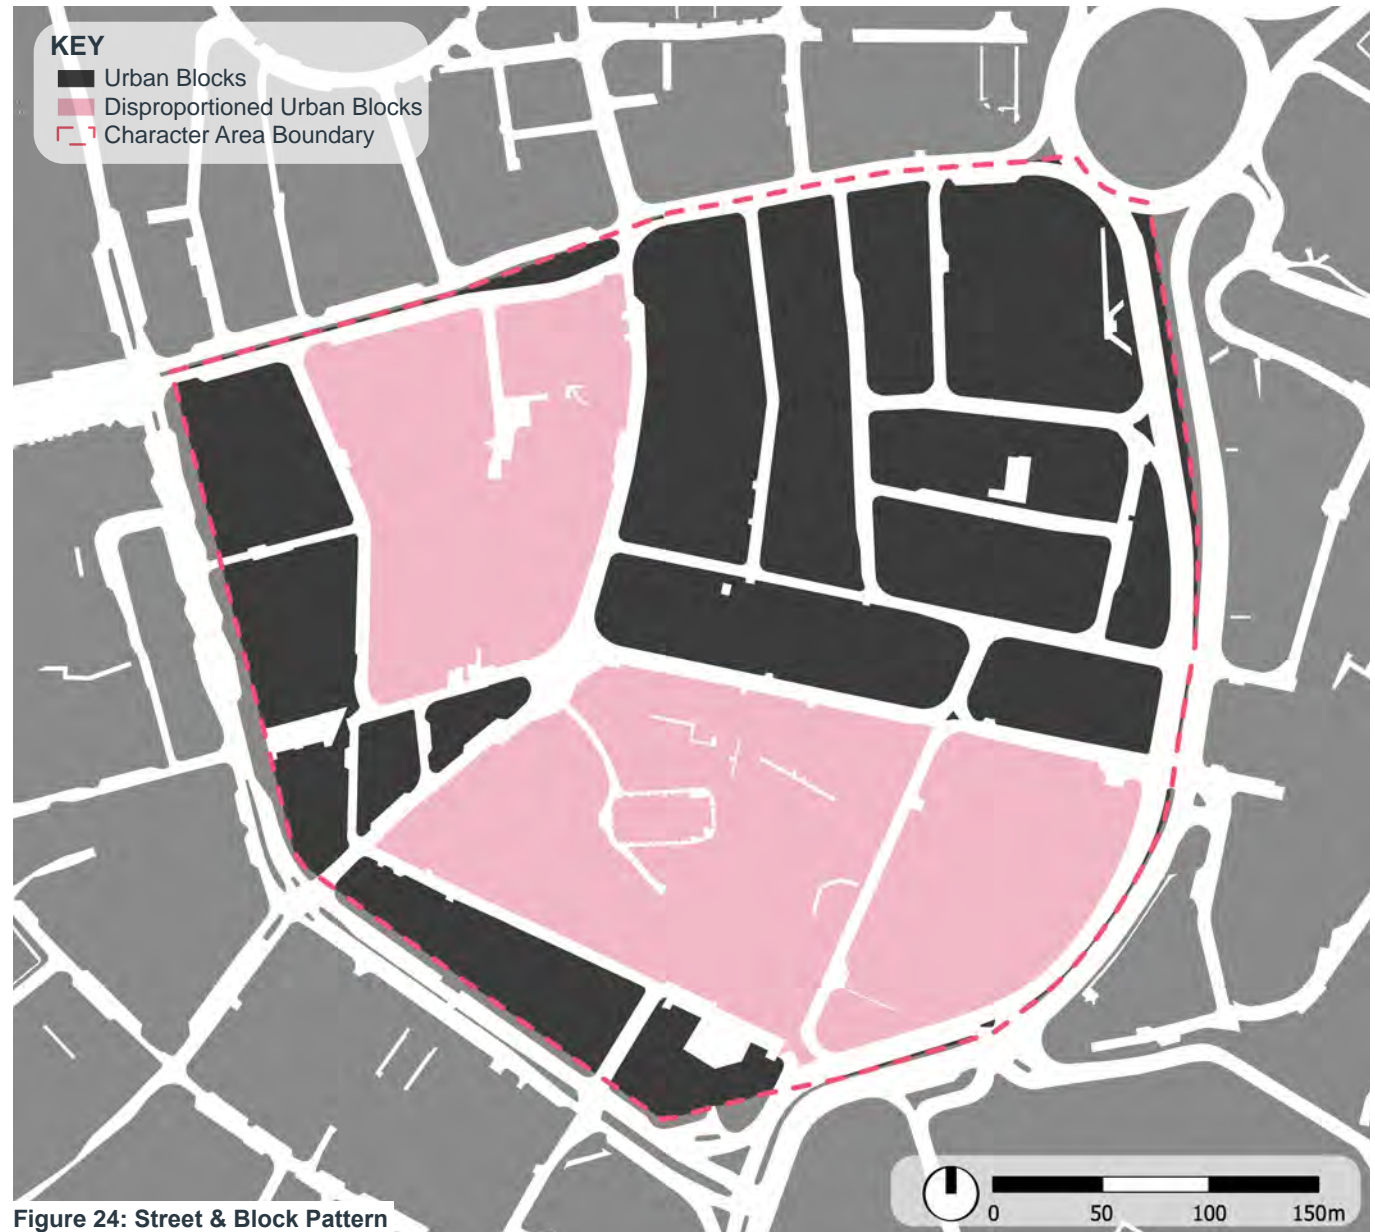 KEY
Urban Blocks
Disproportioned Urban Blocks
Character Area Boundary
0 50 100 150m
Figure 24: Street & Block Pattern